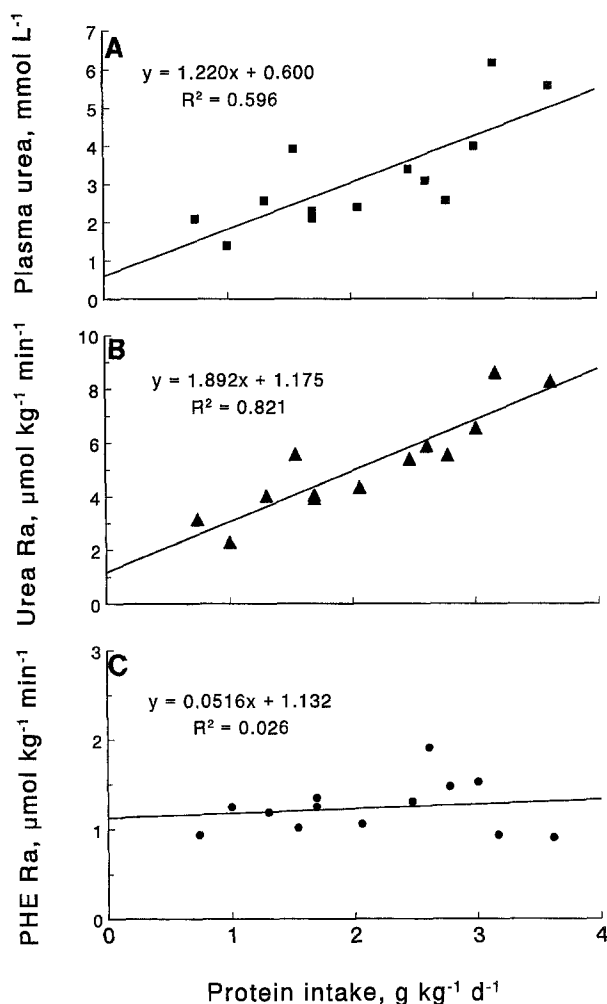 A
Plasma urea, mmol L⁻¹
7
6
5
4
3
2
1
0
y = 1.220x + 0.600
R² = 0.596
B
Urea Ra, µmol kg⁻¹ min⁻¹
10
8
6
4
2
0
y = 1.892x + 1.175
R² = 0.821
C
PHE Ra, µmol kg⁻¹ min⁻¹
3
2
1
0
y = 0.0516x + 1.132
R² = 0.026
0 1 2 3 4
Protein intake, g kg⁻¹ d⁻¹